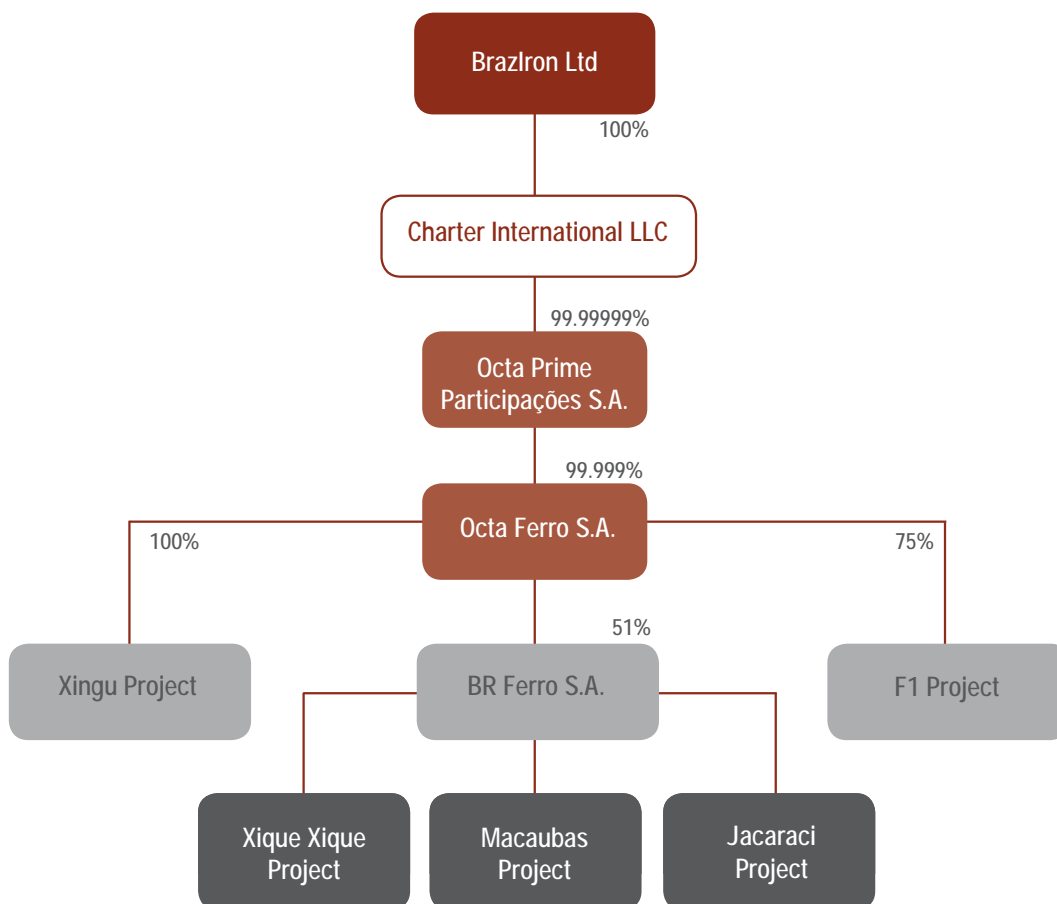 BrazIron Ltd
100%
Charter International LLC
99.99999%
Octa Prime
Participações S.A.
99.999%
Octa Ferro S.A.
100%
75%
51%
Xingu Project
BR Ferro S.A.
F1 Project
Xique Xique
Project
Macaubas
Project
Jacaraci
Project